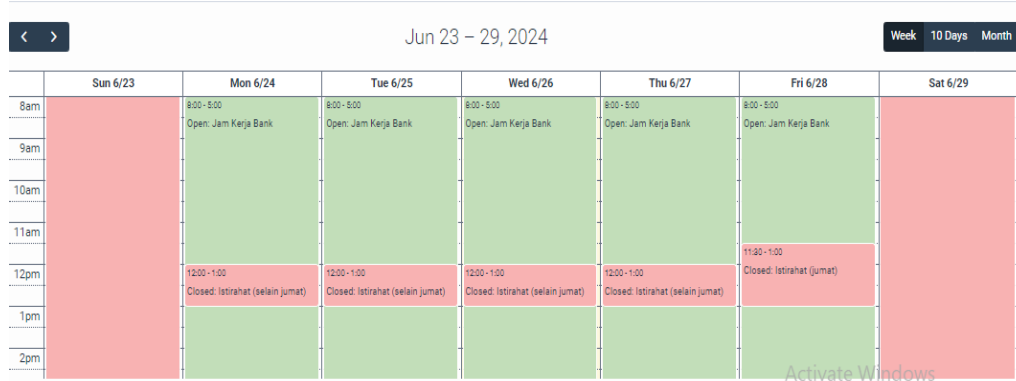 Jun 23 – 29, 2024
Week 10 Days Month
Sun 6/23 Mon 6/24 Tue 6/25 Wed 6/26 Thu 6/27 Fri 6/28 Sat 6/29
8am
8:00 - 5:00 8:00 - 5:00 8:00 - 5:00 8:00 - 5:00 8:00 - 5:00
Open: Jam Kerja Bank Open: Jam Kerja Bank Open: Jam Kerja Bank Open: Jam Kerja Bank Open: Jam Kerja Bank
9am
10am
11am
11:30 - 1:00
12pm
12:00 - 1:00 12:00 - 1:00 12:00 - 1:00 12:00 - 1:00 Closed: Istirahat (jumat)
Closed: Istirahat (selain jumat) Closed: Istirahat (selain jumat) Closed: Istirahat (selain jumat) Closed: Istirahat (selain jumat)
1pm
2pm
Activate Windows